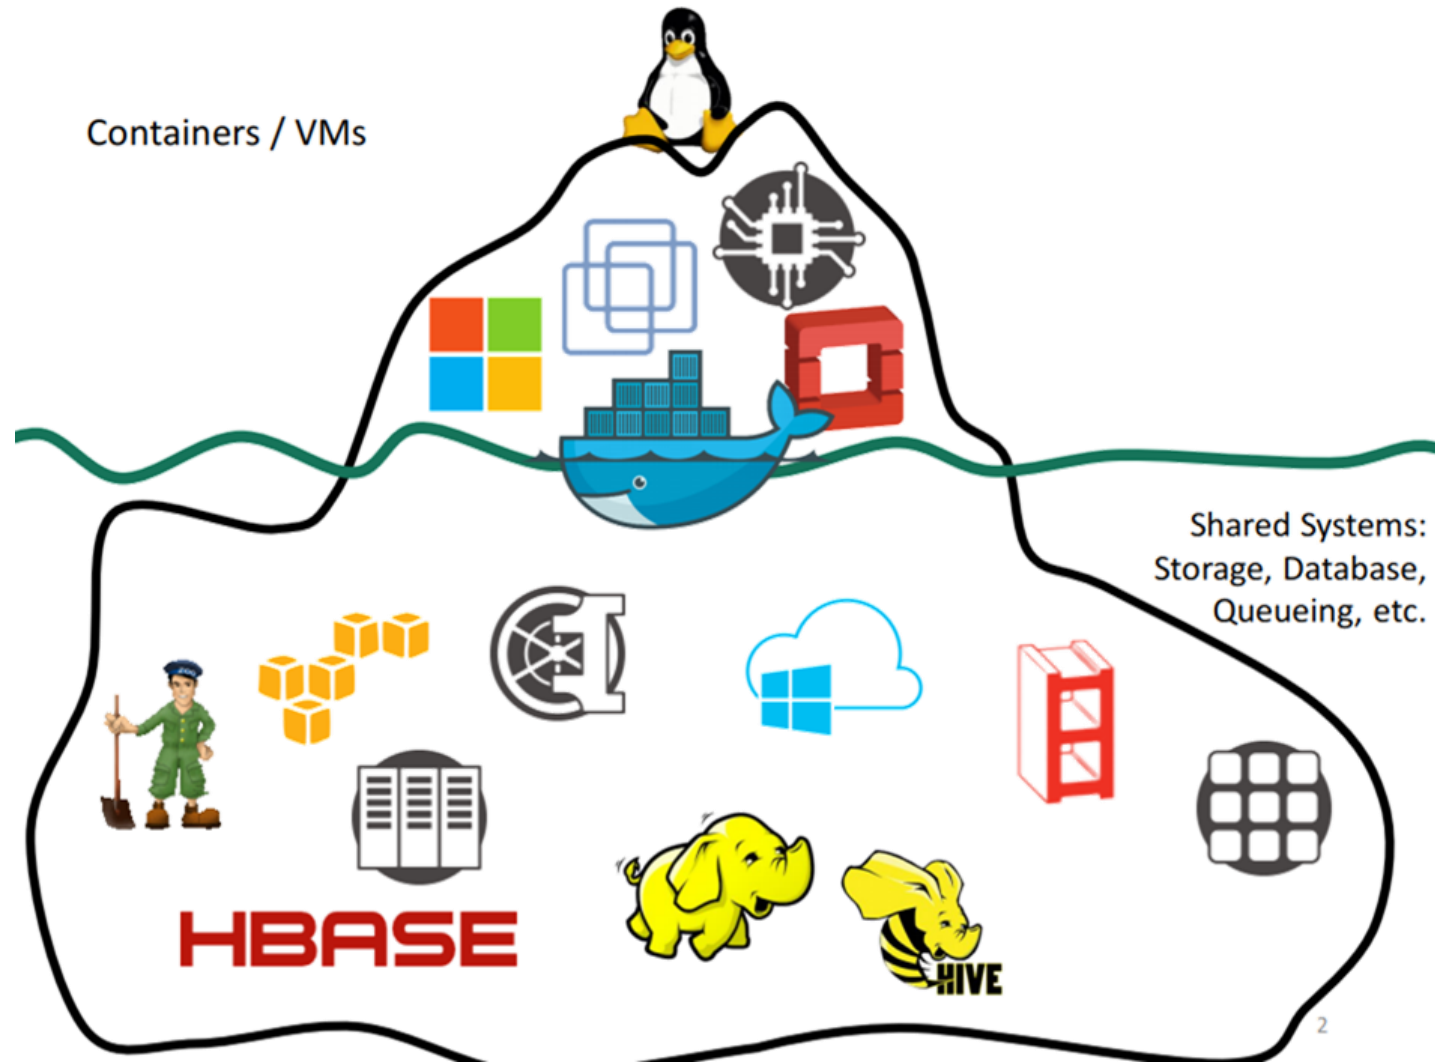 Containers / VMs
Shared Systems:
Storage, Database,
Queueing, etc.
HBASE
HIVE
2